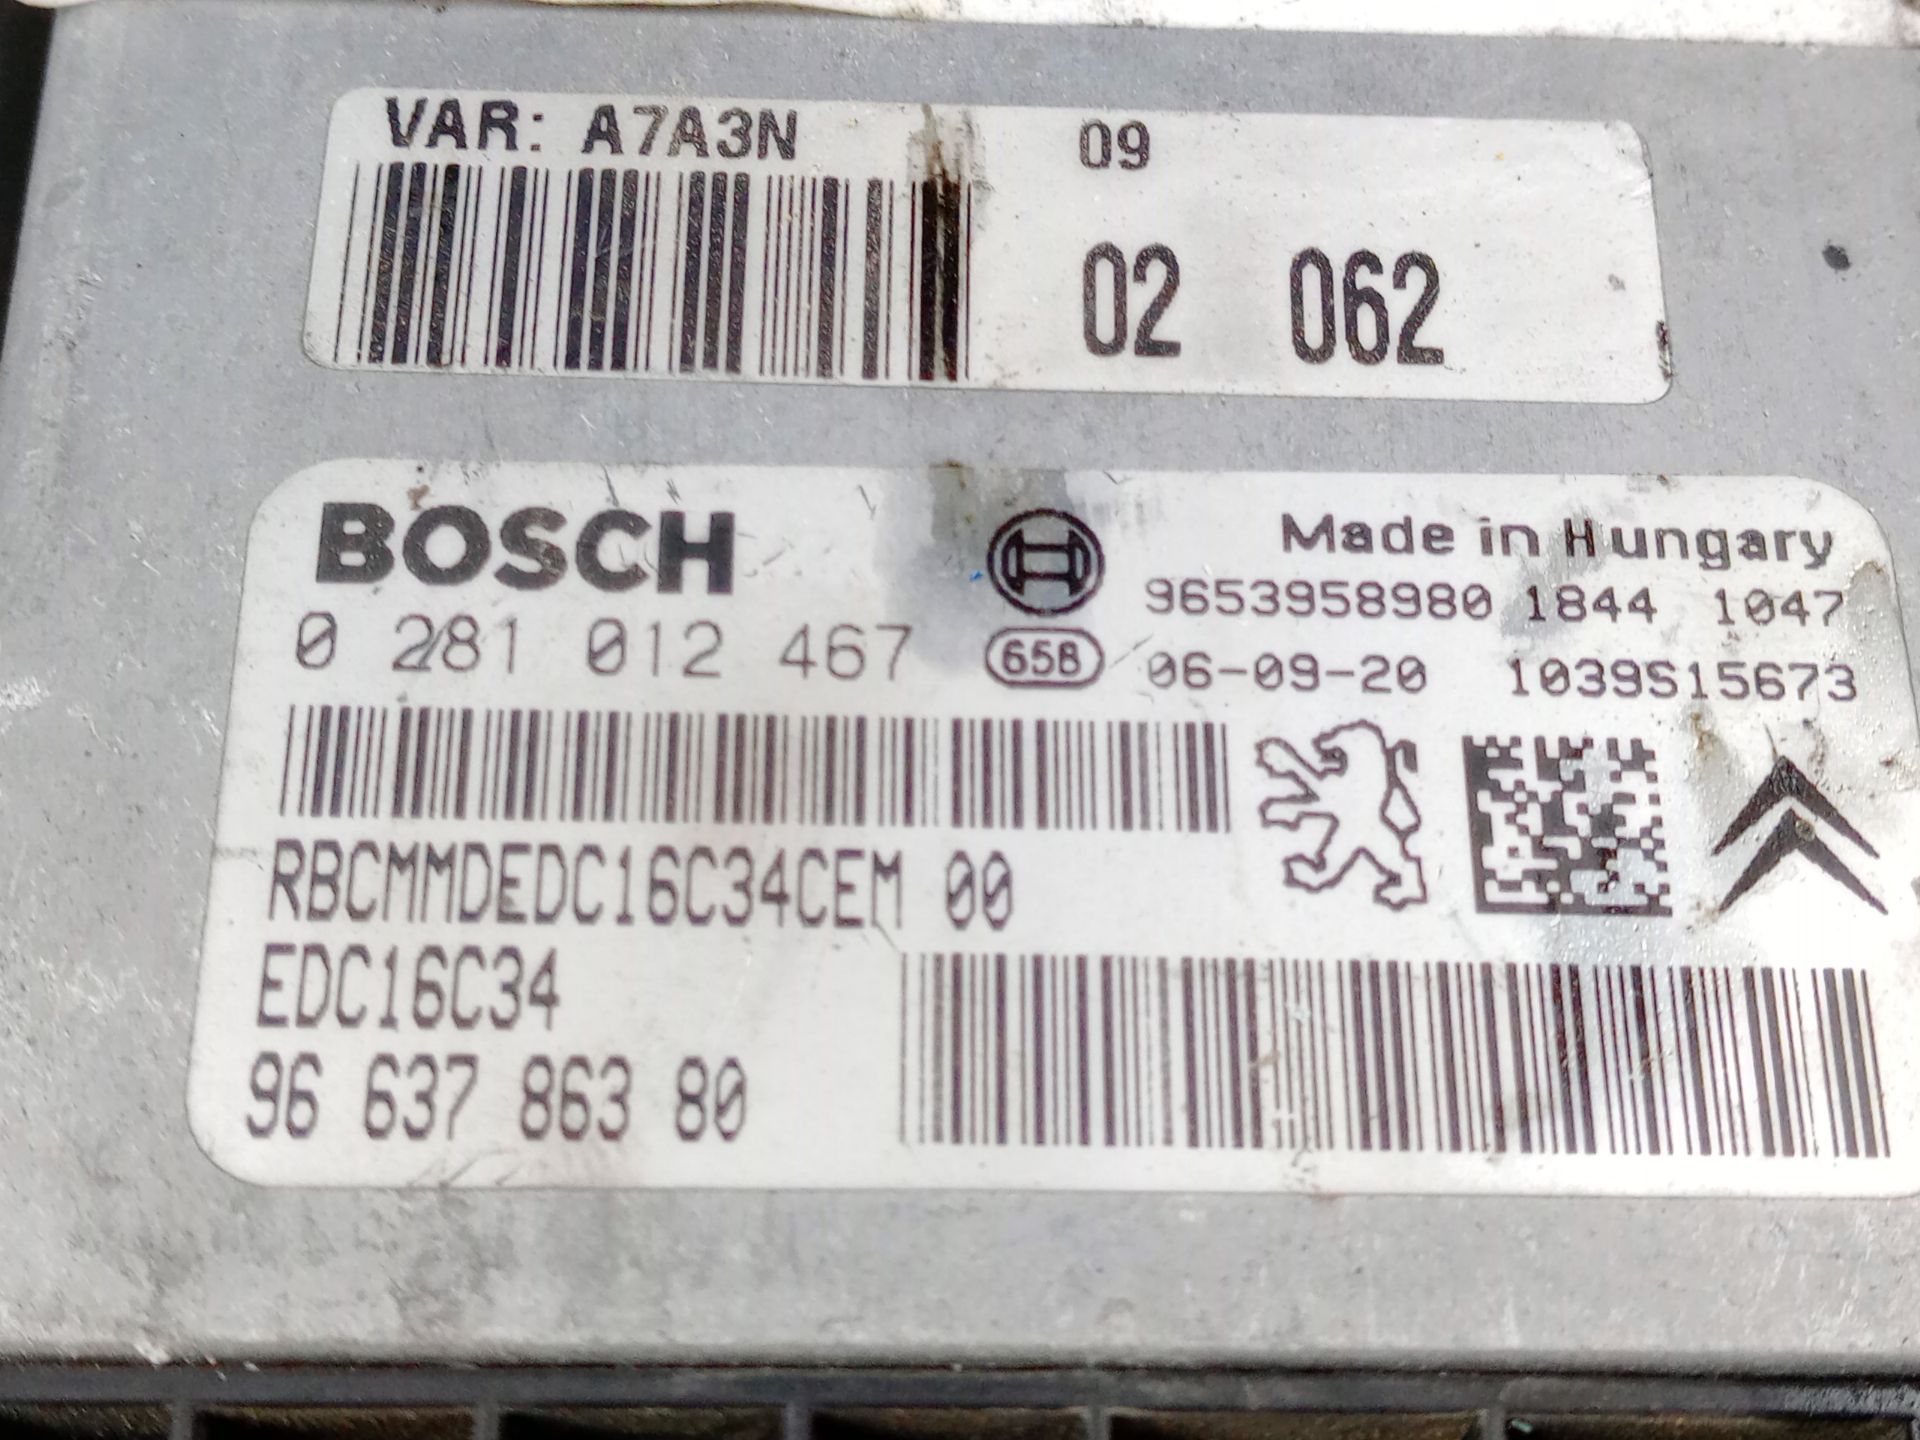 VAR: A7A3N 09
02 062
BOSCH
Made in Hungary
9653958980 1844 1047
0 281 012 467
658 06-09-20 1039S15673
RBCMMDEDC16C34CEM 00
EDC16C34
96 637 863 80